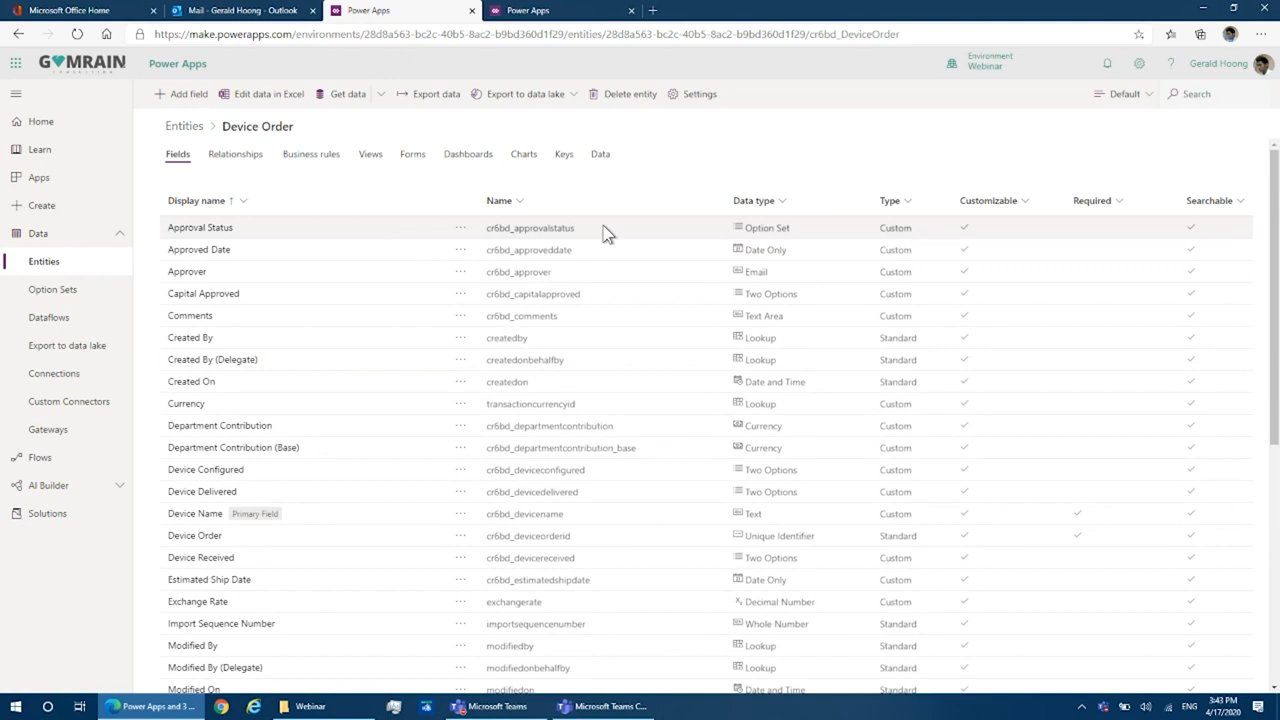 Microsoft Office Home
Mail - Gerald Hoong - Outlook
Power Apps
Power Apps
https://make.powerapps.com/environments/28d8a563-bc2c-40b5-8ac2-b9bd360d1f29/entities/28d8a563-bc2c-40b5-8ac2-b9bd360d1f29/cr6bd_DeviceOrder
GOMRAIN
CONSULTING
Power Apps
Environment
Webinar
Gerald Hoong
Add field
Edit data in Excel
Get data
Export data
Export to data lake
Delete entity
Settings
Default
Search
Home
Learn
Apps
Create
Data
Entities
Option Sets
Dataflows
Export to data lake
Connections
Custom Connectors
Gateways
Flows
AI Builder
Solutions
Entities > Device Order
Fields Relationships Business rules Views Forms Dashboards Charts Keys Data
Display name ↑ Name Data type Type Customizable Required Searchable
Approval Status ··· cr6bd_approvalstatus Option Set Custom ✓ ✓
Approved Date ··· cr6bd_approveddate Date Only Custom ✓ ✓
Approver ··· cr6bd_approver Email Custom ✓ ✓
Capital Approved ··· cr6bd_capitalapproved Two Options Custom ✓ ✓
Comments ··· cr6bd_comments Text Area Custom ✓ ✓
Created By ··· createdby Lookup Standard ✓ ✓
Created By (Delegate) ··· createdonbehalfby Lookup Standard ✓ ✓
Created On ··· createdon Date and Time Standard ✓ ✓
Currency ··· transactioncurrencyid Lookup Custom ✓ ✓
Department Contribution ··· cr6bd_departmentcontribution Currency Custom ✓ ✓
Department Contribution (Base) ··· cr6bd_departmentcontribution_base Currency Custom ✓ ✓
Device Configured ··· cr6bd_deviceconfigured Two Options Custom ✓ ✓
Device Delivered ··· cr6bd_devicedelivered Two Options Custom ✓ ✓
Device Name Primary Field ··· cr6bd_devicename Text Custom ✓ ✓ ✓
Device Order ··· cr6bd_deviceorderid Unique Identifier Standard ✓ ✓ ✓
Device Received ··· cr6bd_devicereceived Two Options Custom ✓ ✓
Estimated Ship Date ··· cr6bd_estimatedshipdate Date Only Custom ✓ ✓
Exchange Rate ··· exchangerate Decimal Number Custom ✓ ✓
Import Sequence Number ··· importsequencenumber Whole Number Standard ✓ ✓
Modified By ··· modifiedby Lookup Standard ✓ ✓
Modified By (Delegate) ··· modifiedonbehalfby Lookup Standard ✓ ✓
Modified On ··· modifiedon Date and Time Standard ✓ ✓
Power Apps and 3 ...
Webinar
Microsoft Teams
Microsoft Teams C...
ENG
3:43 PM
4/17/2020